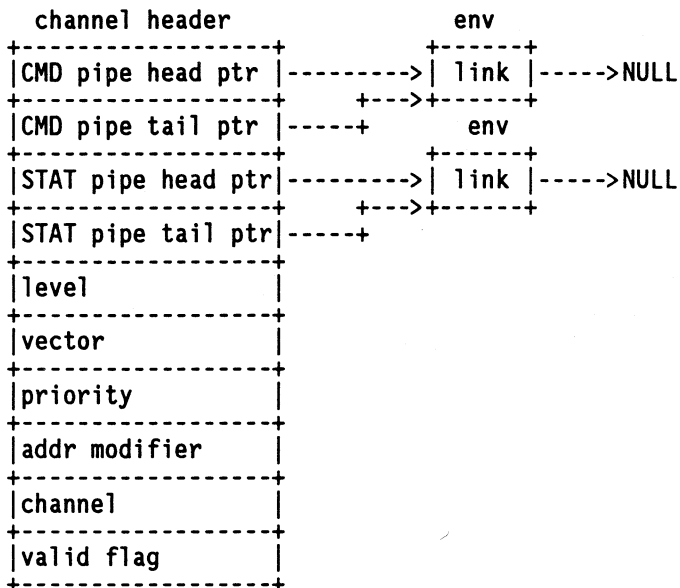 channel header env
+------------------+ +------+
|CMD pipe head ptr |--------->| link |----->NULL
+------------------+ +--->+------+
|CMD pipe tail ptr |-----+ env
+------------------+ +------+
|STAT pipe head ptr|--------->| link |----->NULL
+------------------+ +--->+------+
|STAT pipe tail ptr|-----+
+------------------+
|level |
+------------------+
|vector |
+------------------+
|priority |
+------------------+
|addr modifier |
+------------------+
|channel |
+------------------+
|valid flag |
+------------------+